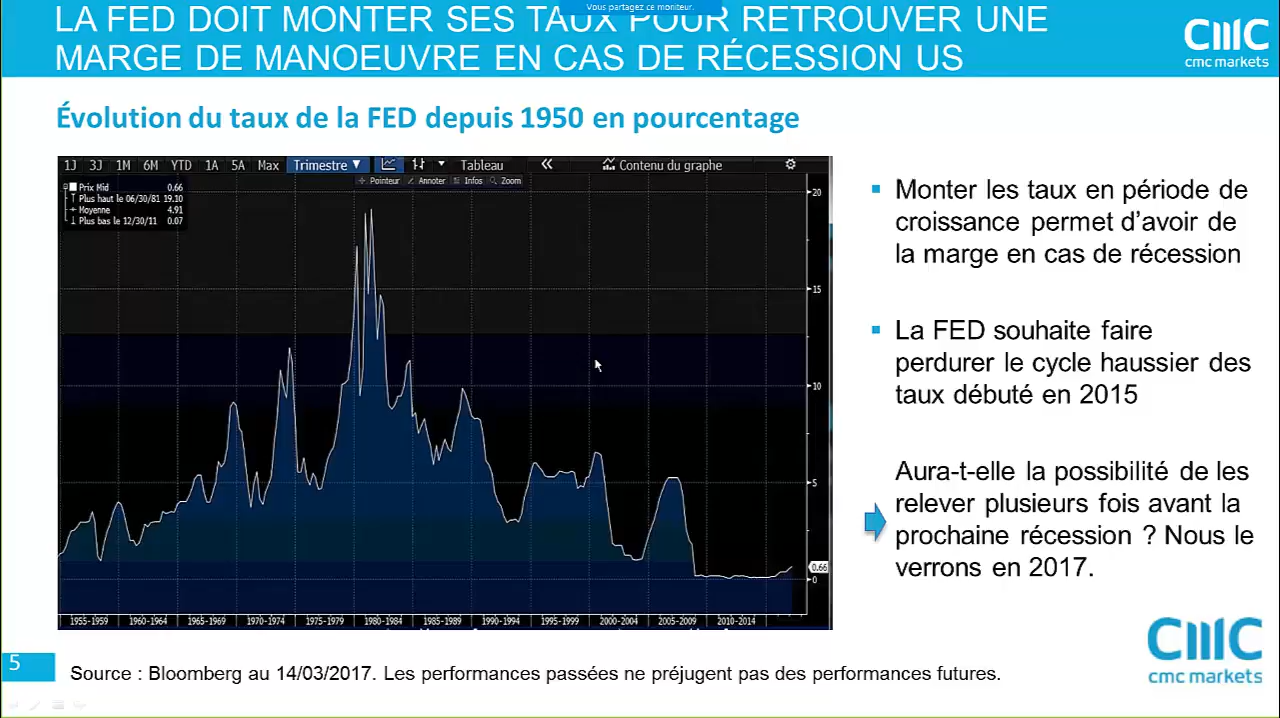 Vous partagez ce moniteur.
LA FED DOIT MONTER SES TAUX POUR RETROUVER UNE
MARGE DE MANOEUVRE EN CAS DE RÉCESSION US
CMC
cmc markets
Évolution du taux de la FED depuis 1950 en pourcentage
1J 3J 1M 6M YTD 1A 5A Max Trimestre ▼ Tableau « Contenu du graphe
Pointeur Annoter Infos Zoom
Prix Mid 0.66
Plus haut le 06/30/81 19.10
Moyenne 4.91
Plus bas le 12/30/11 0.07
20
15
10
5
0.66
0
1955-1959 1960-1964 1965-1969 1970-1974 1975-1979 1980-1984 1985-1989 1990-1994 1995-1999 2000-2004 2005-2009 2010-2014
▪ Monter les taux en période de
croissance permet d’avoir de
la marge en cas de récession
▪ La FED souhaite faire
perdurer le cycle haussier des
taux débuté en 2015
Aura-t-elle la possibilité de les
relever plusieurs fois avant la
prochaine récession ? Nous le
verrons en 2017.
CMC
cmc markets
5
Source : Bloomberg au 14/03/2017. Les performances passées ne préjugent pas des performances futures.